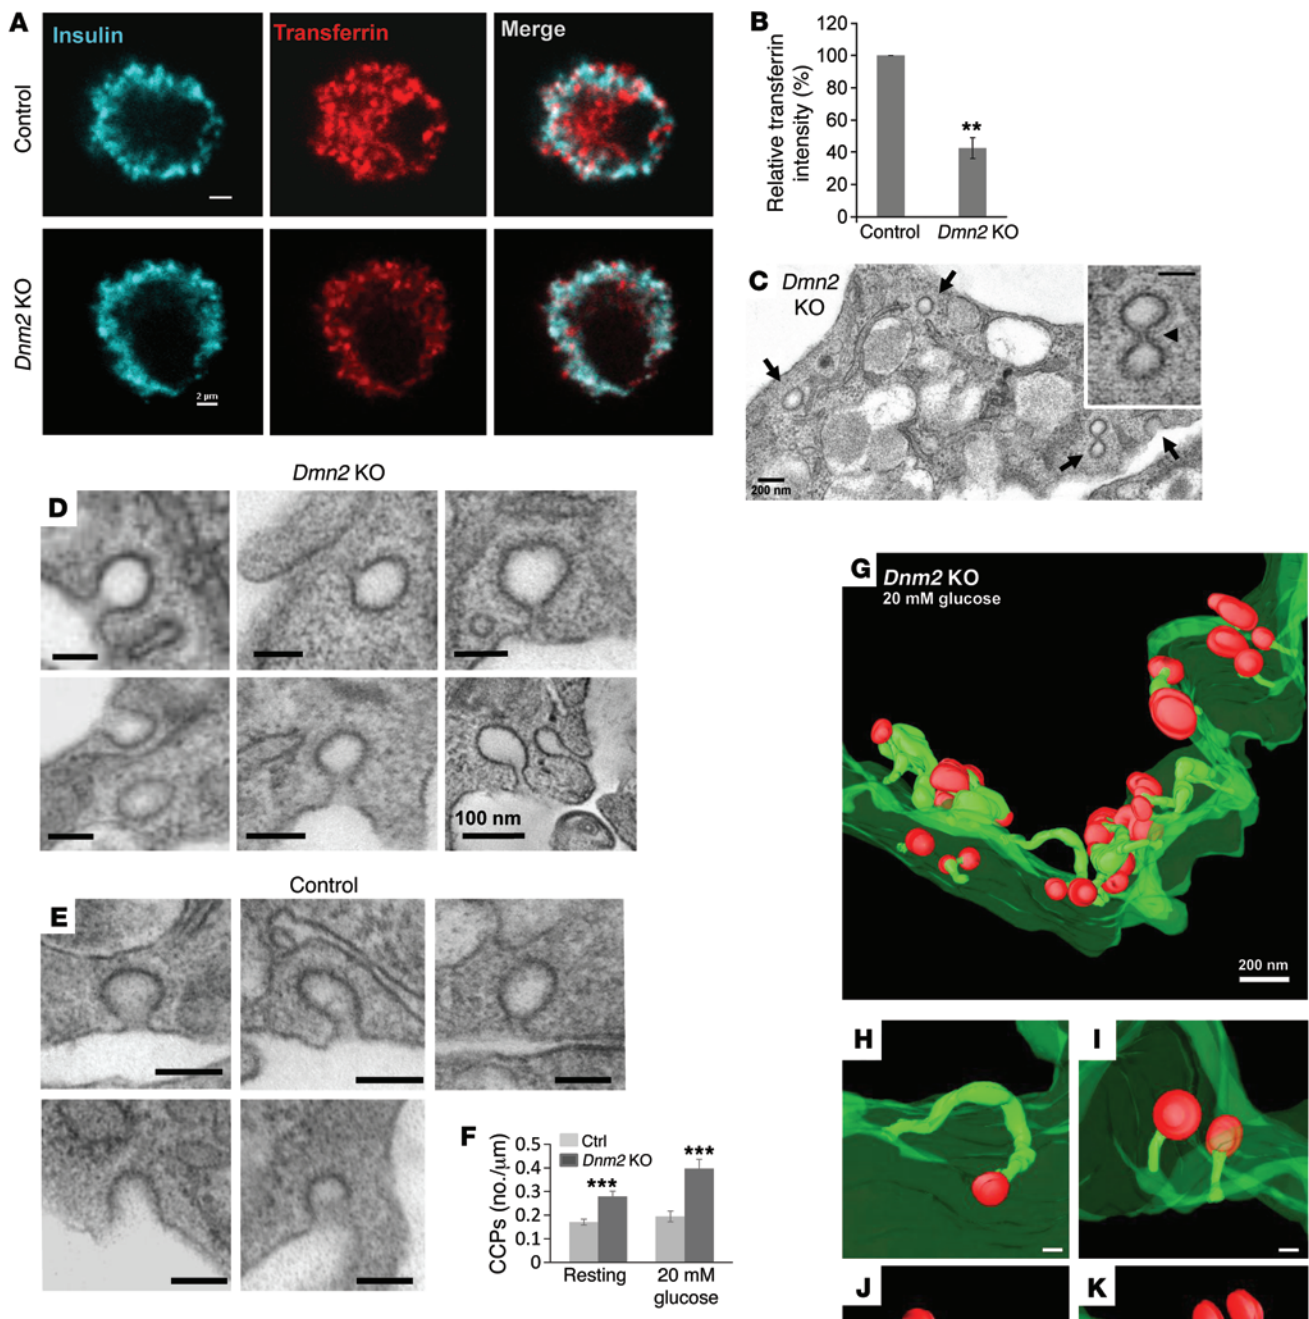 A
Insulin
Transferrin
Merge
Control
Dnm2 KO
2 µm
B
Relative transferrin
intensity (%)
120
100
80
60
40
20
0
**
Control
Dmn2 KO
C
Dmn2
KO
200 nm
Dmn2 KO
D
100 nm
Control
E
F
CCPs (no./µm)
0.5
0.4
0.3
0.2
0.1
0
Ctrl
Dnm2 KO
***
***
Resting
20 mM
glucose
G
Dnm2 KO
20 mM glucose
200 nm
H
I
J
K